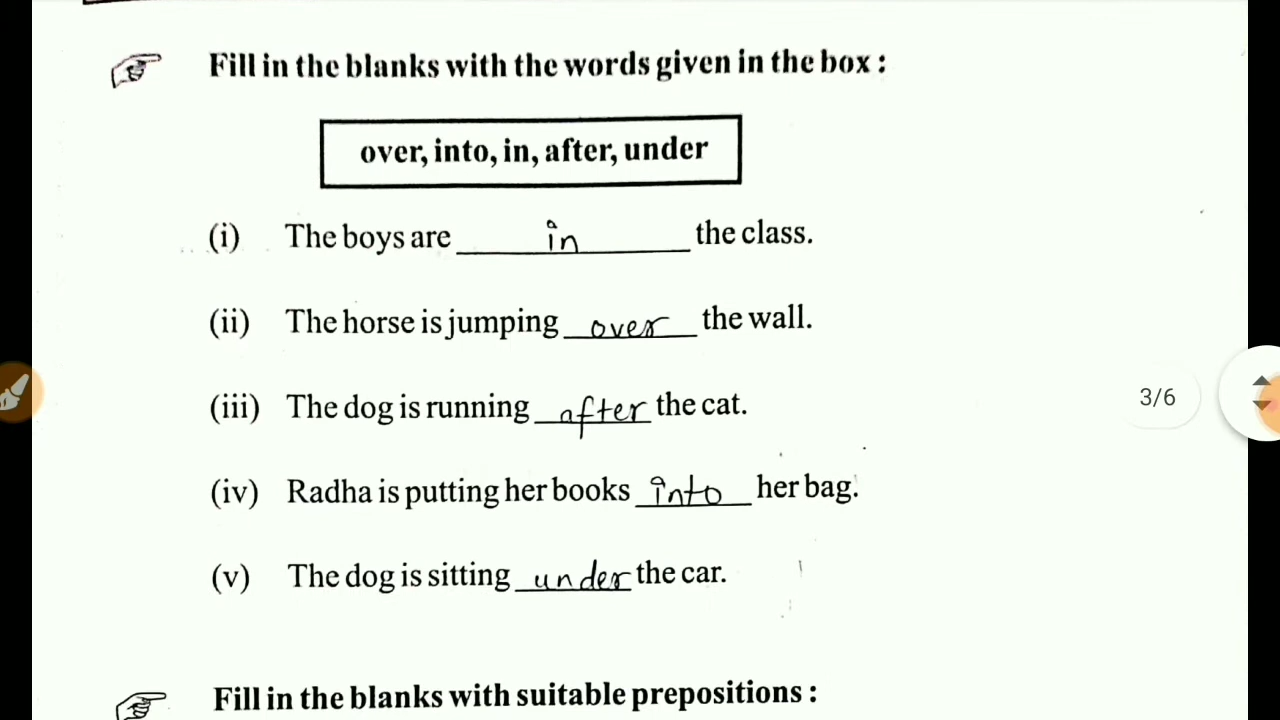 Fill in the blanks with the words given in the box :
over, into, in, after, under
(i) The boys are in the class.
(ii) The horse is jumping over the wall.
(iii) The dog is running after the cat.
3/6
(iv) Radha is putting her books into her bag.
(v) The dog is sitting under the car.
Fill in the blanks with suitable prepositions :